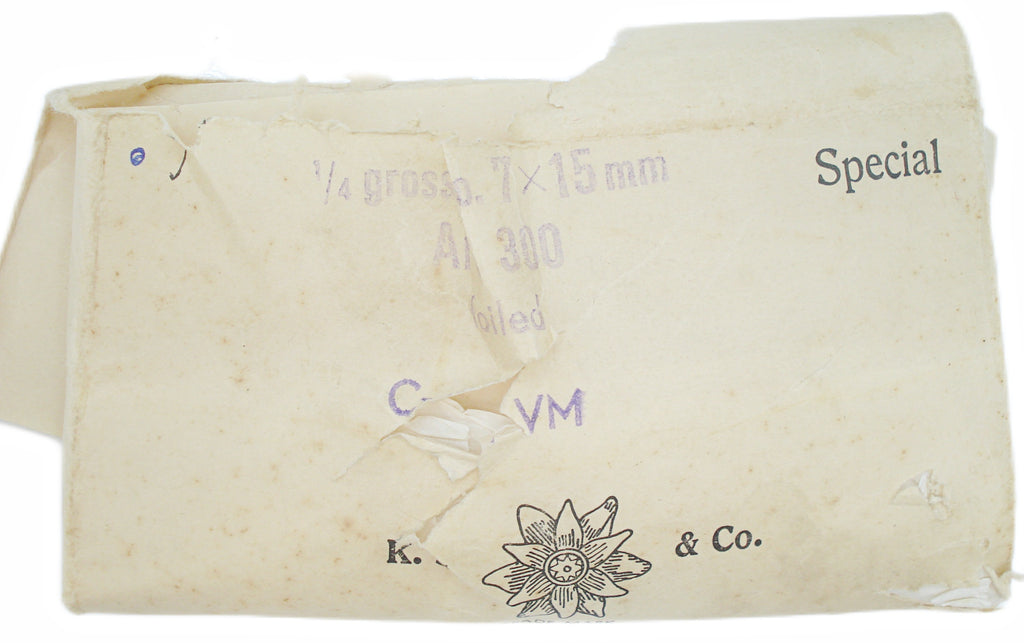 Special
1/4 gross 7×15 mm
300
VM
K. & Co.